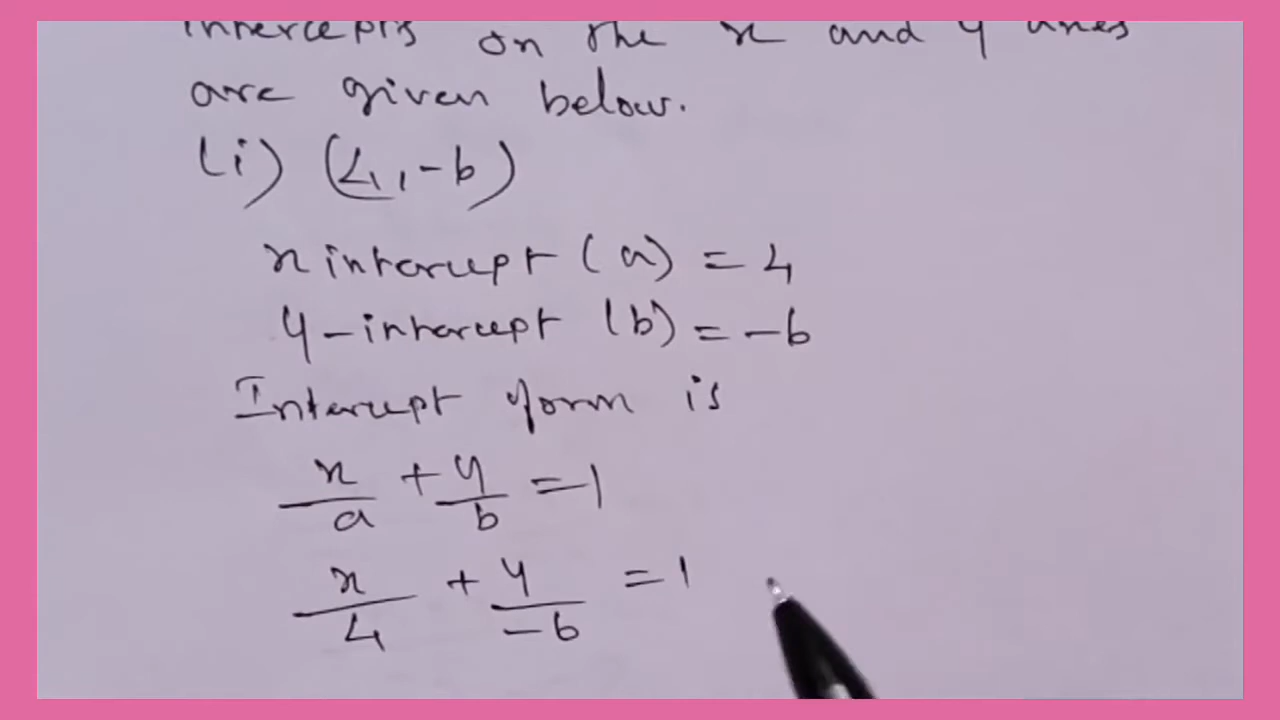 intercepts on the x and y axes
are given below.
(i) (4, -6)
x intercept (a) = 4
y-intercept (b) = -6
Intercept form is
x/a + y/b = 1
x/4 + y/-6 = 1